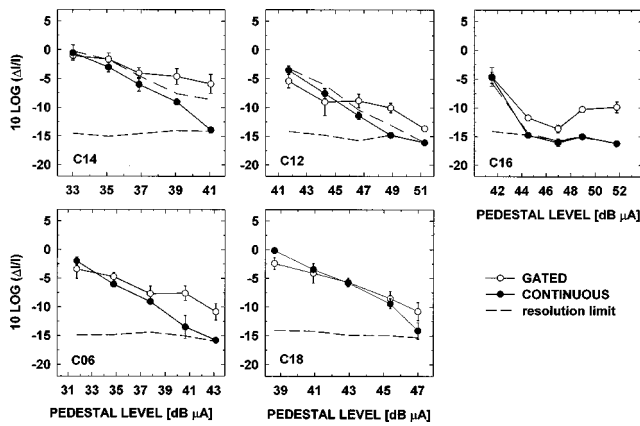 10 LOG (ΔI/I)
5
0
-5
-10
-15
-20
C14
33 35 37 39 41
5
0
-5
-10
-15
-20
C12
41 43 45 47 49 51
5
0
-5
-10
-15
-20
C16
42 44 46 48 50 52
PEDESTAL LEVEL [dB μA]
10 LOG (ΔI/I)
5
0
-5
-10
-15
-20
C06
31 33 35 37 39 41 43
PEDESTAL LEVEL [dB μA]
5
0
-5
-10
-15
-20
C18
39 41 43 45 47
PEDESTAL LEVEL [dB μA]
GATED
CONTINUOUS
resolution limit